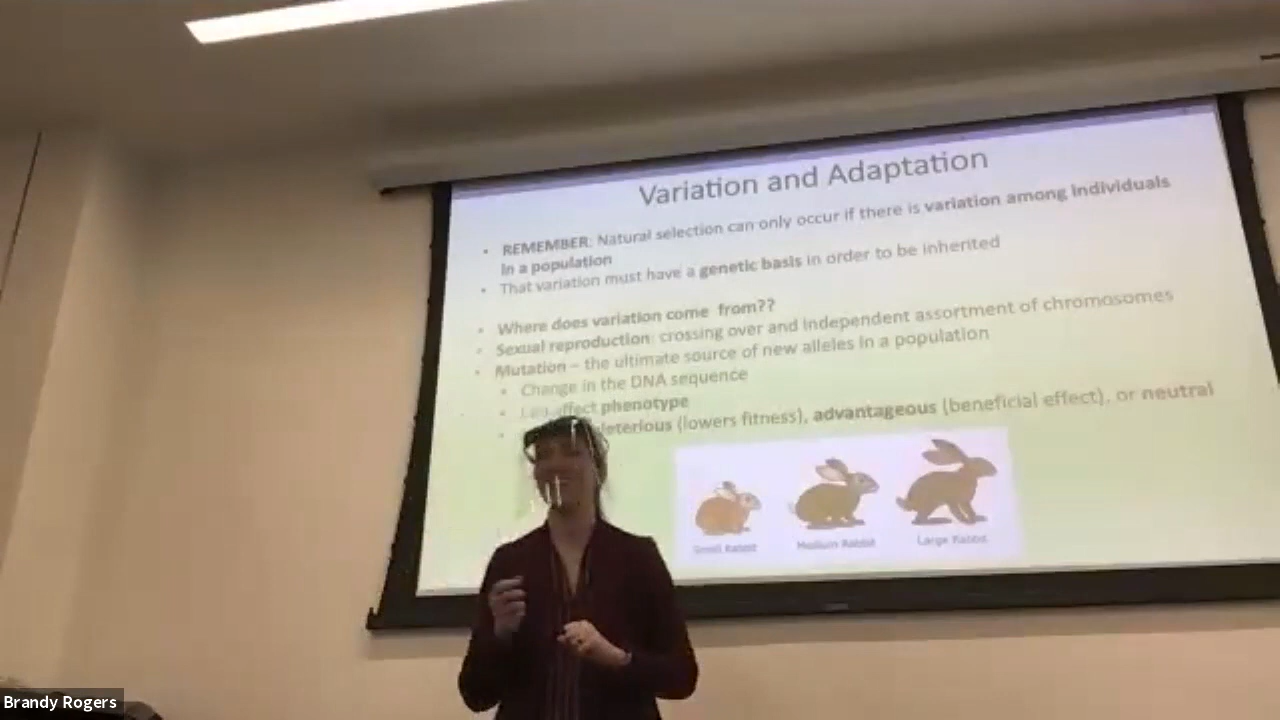 Variation and Adaptation
• REMEMBER: Natural selection can only occur if there is variation among individuals
in a population
• That variation must have a genetic basis in order to be inherited
• Where does variation come from??
• Sexual reproduction: crossing over and independent assortment of chromosomes
• Mutation – the ultimate source of new alleles in a population
• Change in the DNA sequence
• affect phenotype
• (lowers fitness), advantageous (beneficial effect), or neutral
Small Rabbit
Medium Rabbit
Large Rabbit
Brandy Rogers